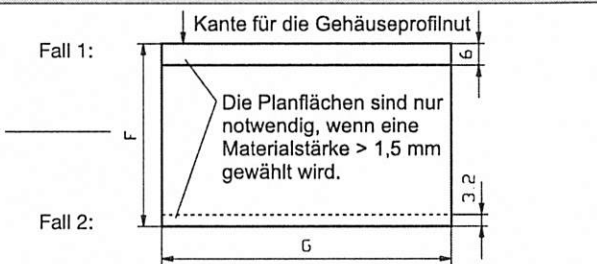 Kante für die Gehäuseprofilnut
Fall 1:
6
Die Planflächen sind nur
notwendig, wenn eine
Materialstärke > 1,5 mm
gewählt wird.
F
3.2
Fall 2:
G